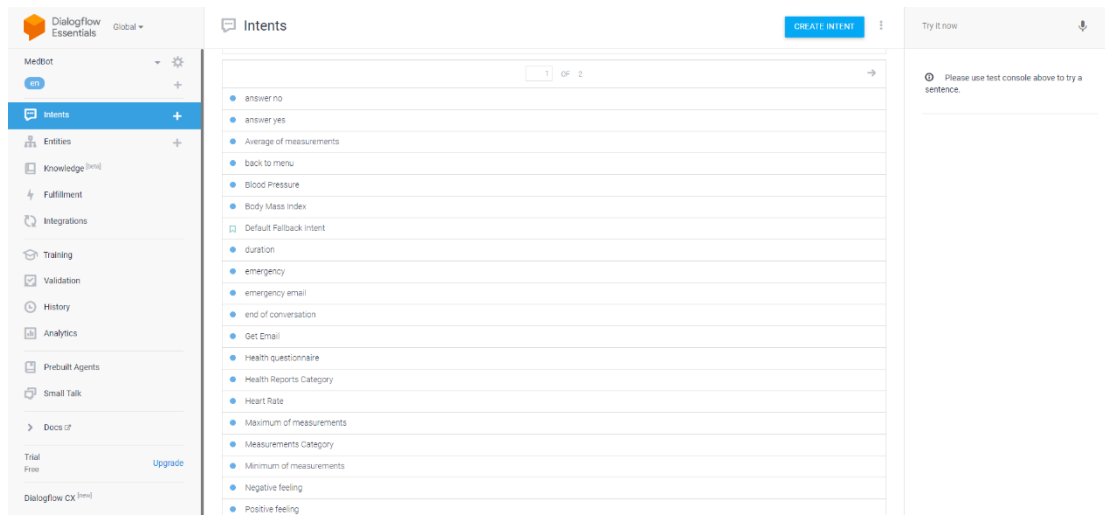 Dialogflow
Essentials
Global
MedBot
en
Intents
Entities
Knowledge [beta]
Fulfillment
Integrations
Training
Validation
History
Analytics
Prebuilt Agents
Small Talk
Docs
Trial
Free
Upgrade
Dialogflow CX [new]
Intents
CREATE INTENT
1 OF 2
answer no
answer yes
Average of measurements
back to menu
Blood Pressure
Body Mass Index
Default Fallback Intent
duration
emergency
emergency email
end of conversation
Get Email
Health questionnaire
Health Reports Category
Heart Rate
Maximum of measurements
Measurements Category
Minimum of measurements
Negative feeling
Positive feeling
Try it now
Please use test console above to try a
sentence.